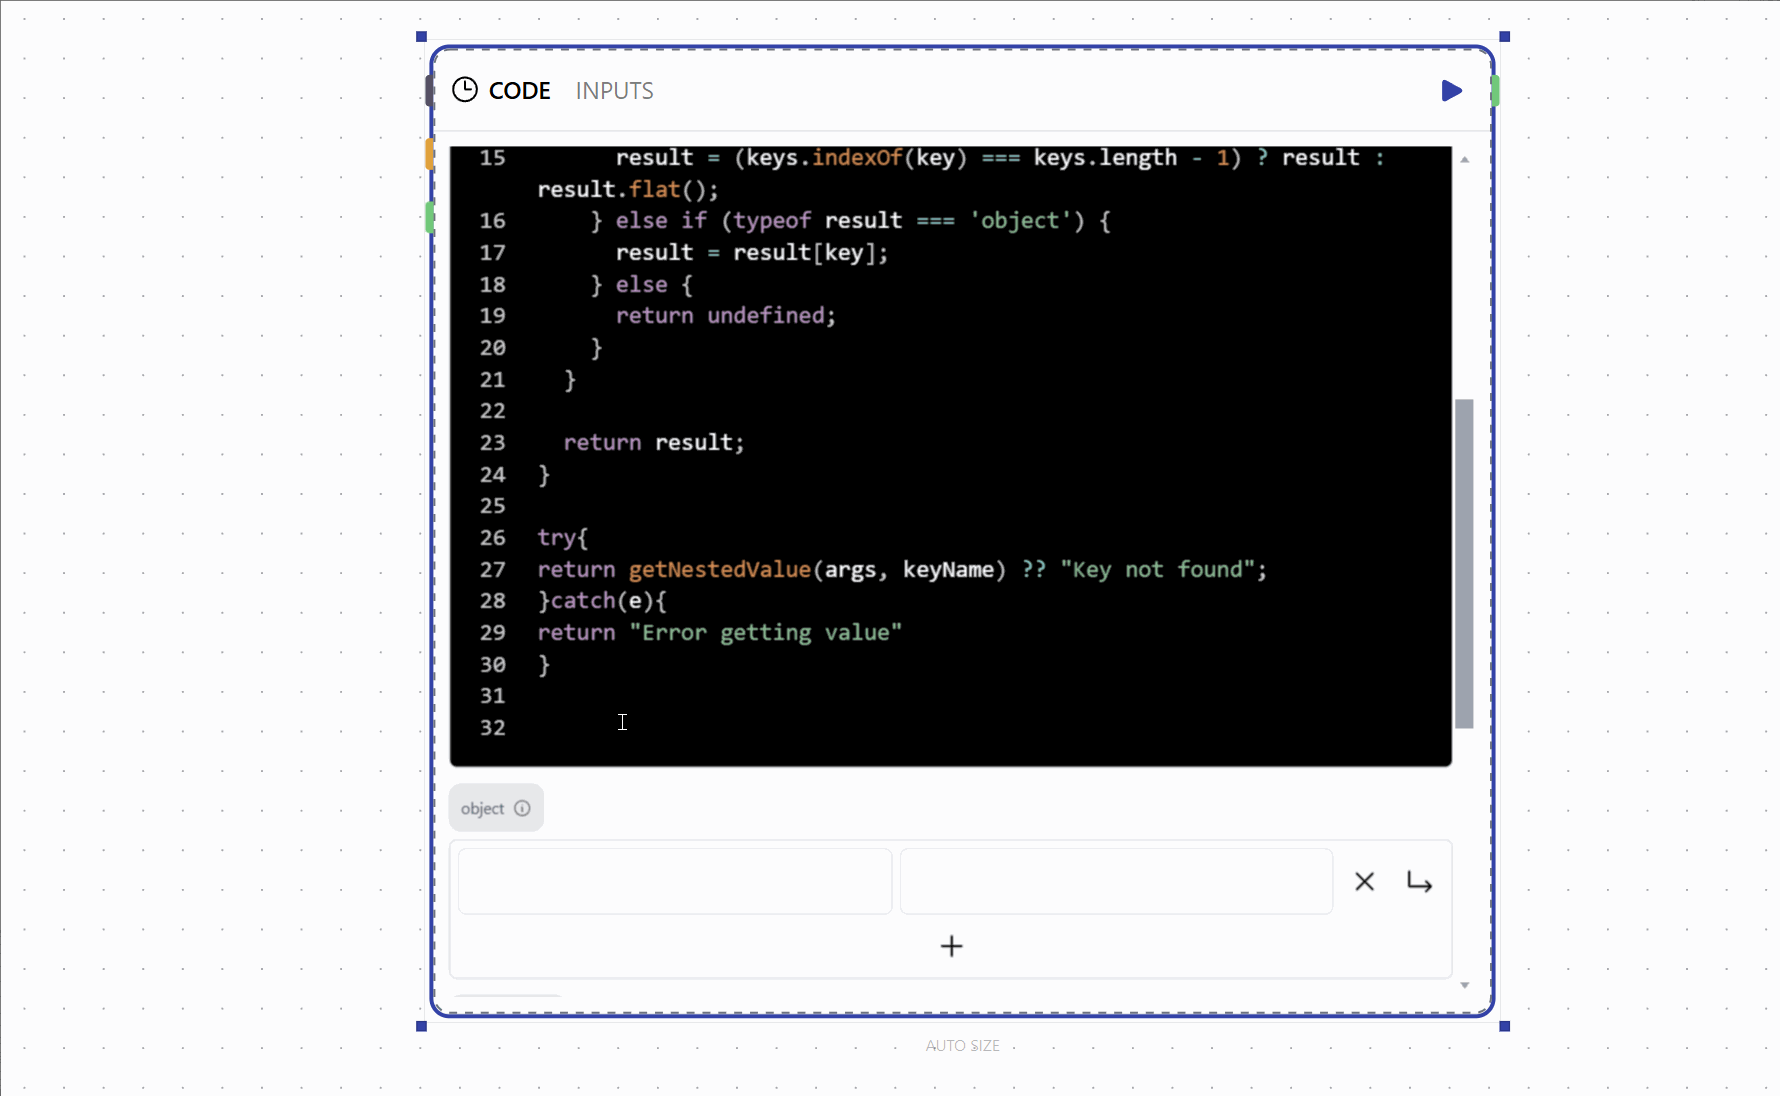 CODE INPUTS
15 result = (keys.indexOf(key) === keys.length - 1) ? result :
result.flat();
16 } else if (typeof result === 'object') {
17 result = result[key];
18 } else {
19 return undefined;
20 }
21 }
22
23 return result;
24 }
25
26 try{
27 return getNestedValue(args, keyName) ?? "Key not found";
28 }catch(e){
29 return "Error getting value"
30 }
31
32
object
AUTO SIZE